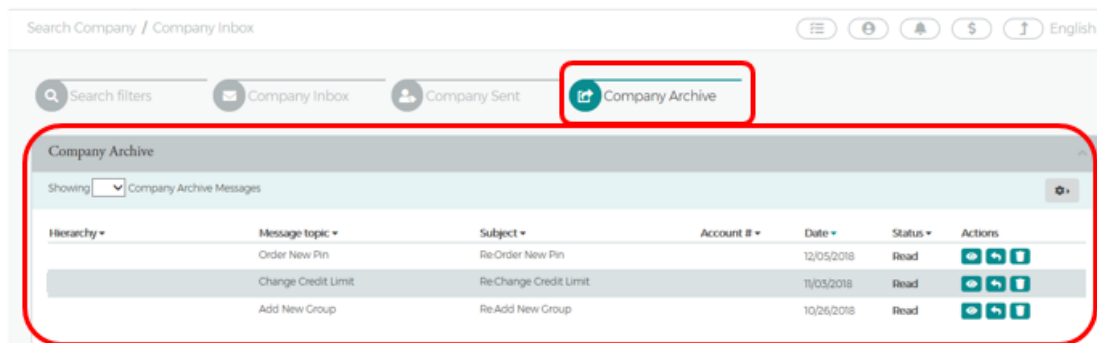 Search Company / Company Inbox English
Search filters Company Inbox Company Sent Company Archive
Company Archive
Showing Company Archive Messages
Hierarchy Message topic Subject Account # Date Status Actions
Order New Pin Re:Order New Pin 12/05/2018 Read
Change Credit Limit Re:Change Credit Limit 11/03/2018 Read
Add New Group Re:Add New Group 10/26/2018 Read